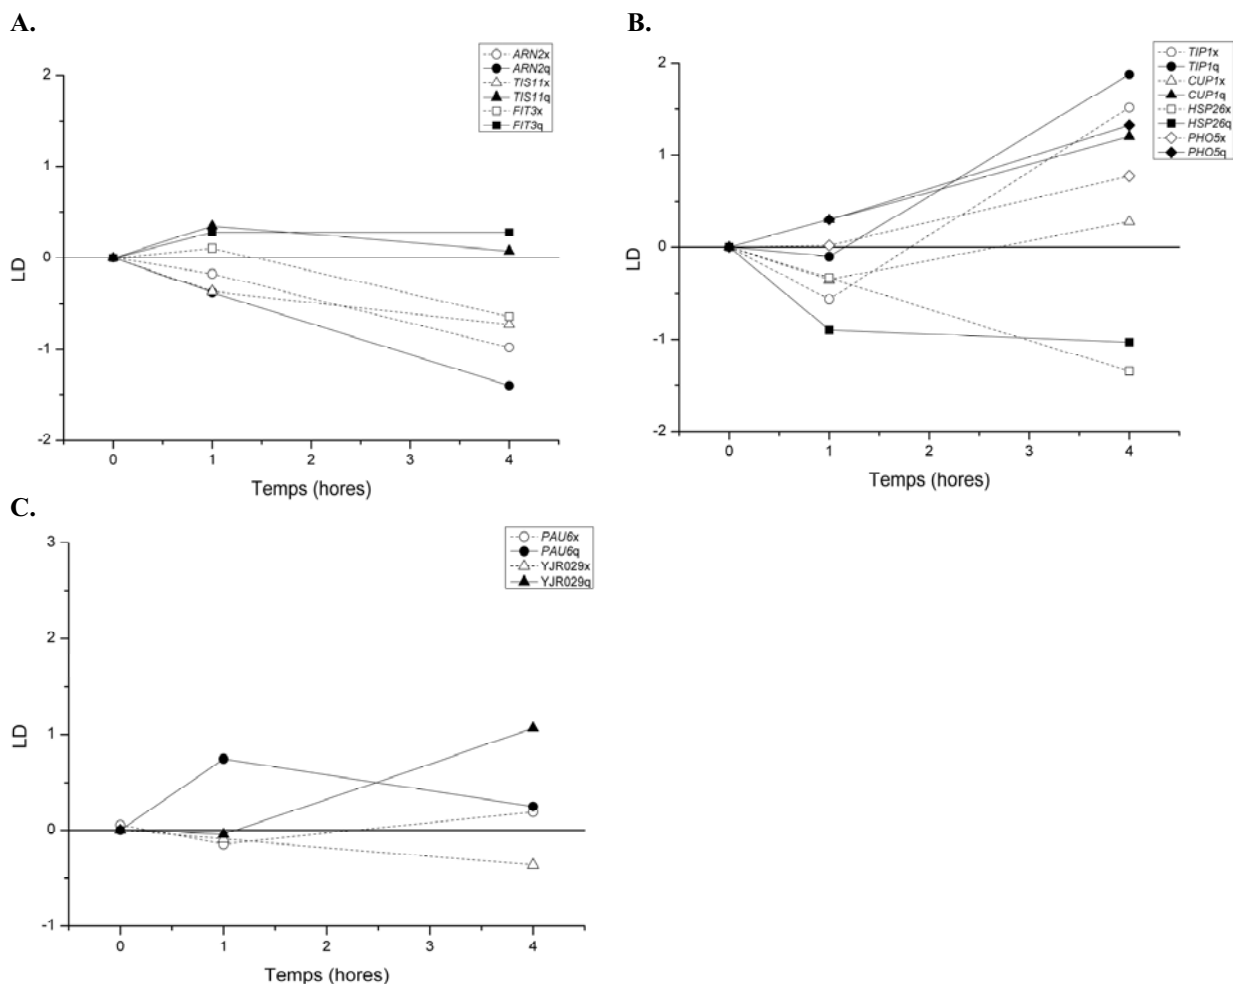 A.
ARN2x
ARN2q
TIS11x
TIS11q
FIT3x
FIT3q
2
1
0
-1
-2
LD
0
1
2
3
4
Temps (hores)
B.
TIP1x
TIP1q
CUP1x
CUP1q
HSP26x
HSP26q
PHO5x
PHO5q
2
1
0
-1
-2
LD
0
1
2
3
4
Temps (hores)
C.
PAU6x
PAU6q
YJR029x
YJR029q
3
2
1
0
-1
LD
0
1
2
3
4
Temps (hores)